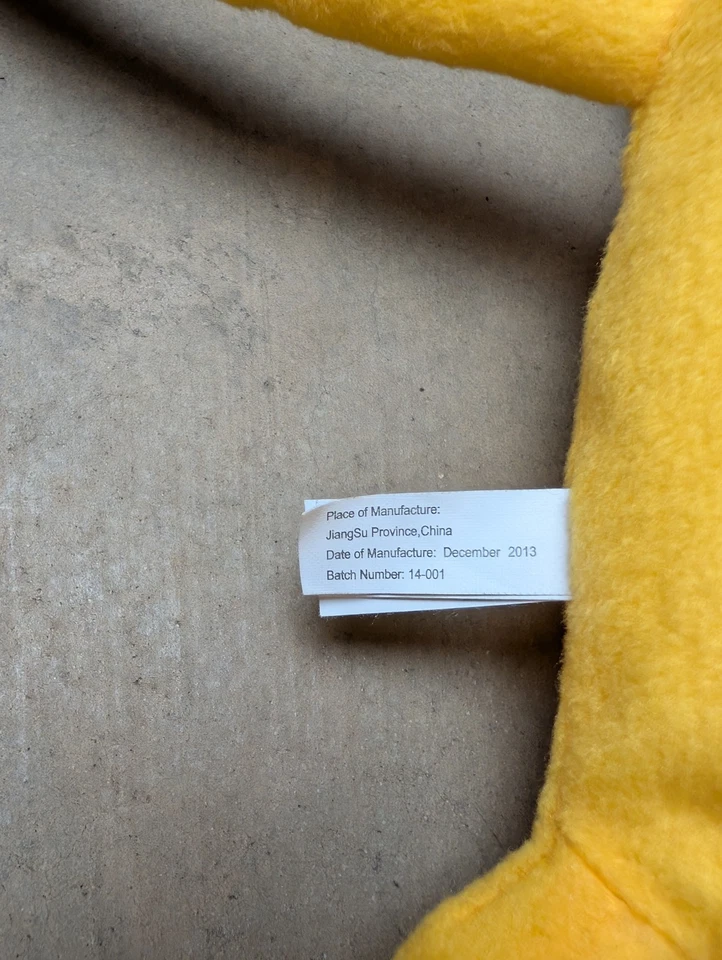 Place of Manufacture:
JiangSu Province,China
Date of Manufacture: December 2013
Batch Number: 14-001